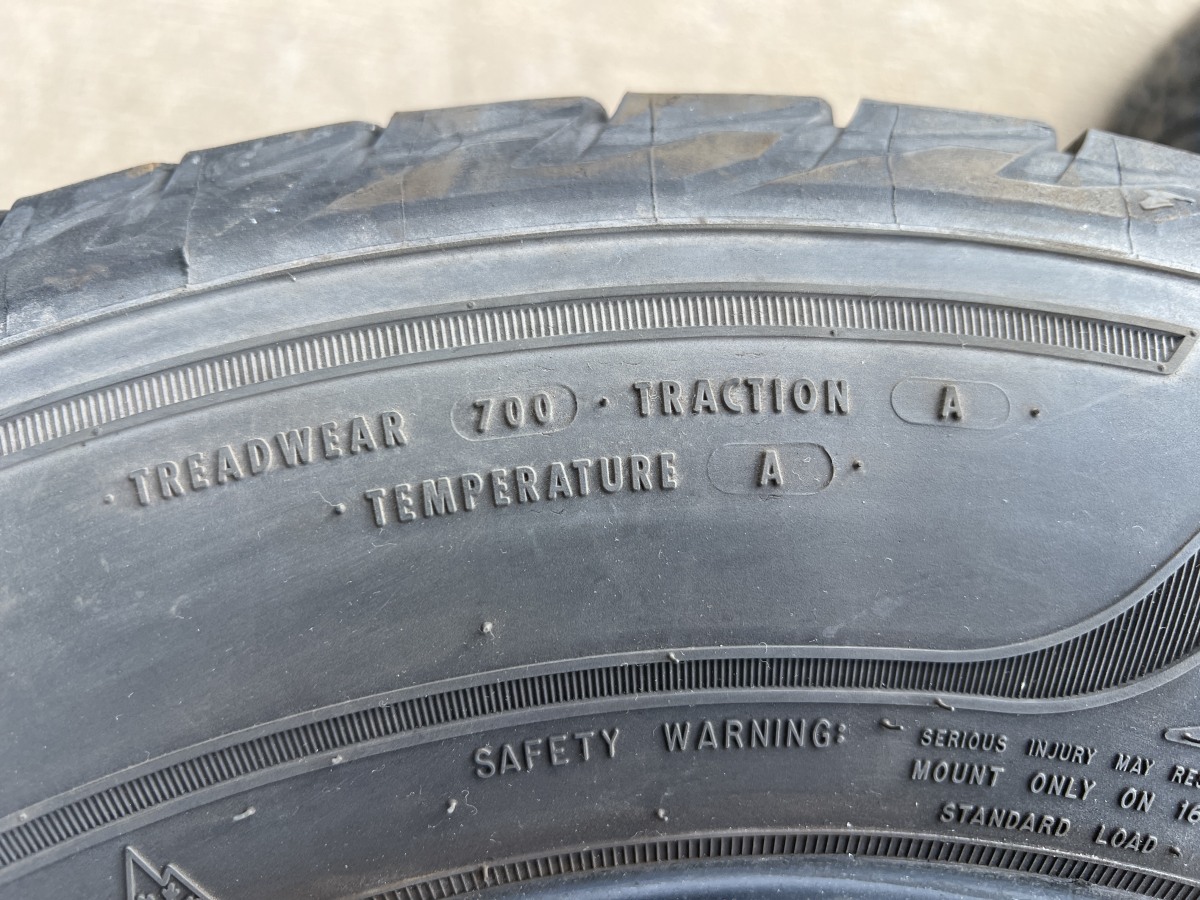 · TREADWEAR 700 · TRACTION A ·
· TEMPERATURE A ·
SAFETY WARNING:
SERIOUS INJURY MAY
MOUNT ONLY ON
STANDARD LOAD